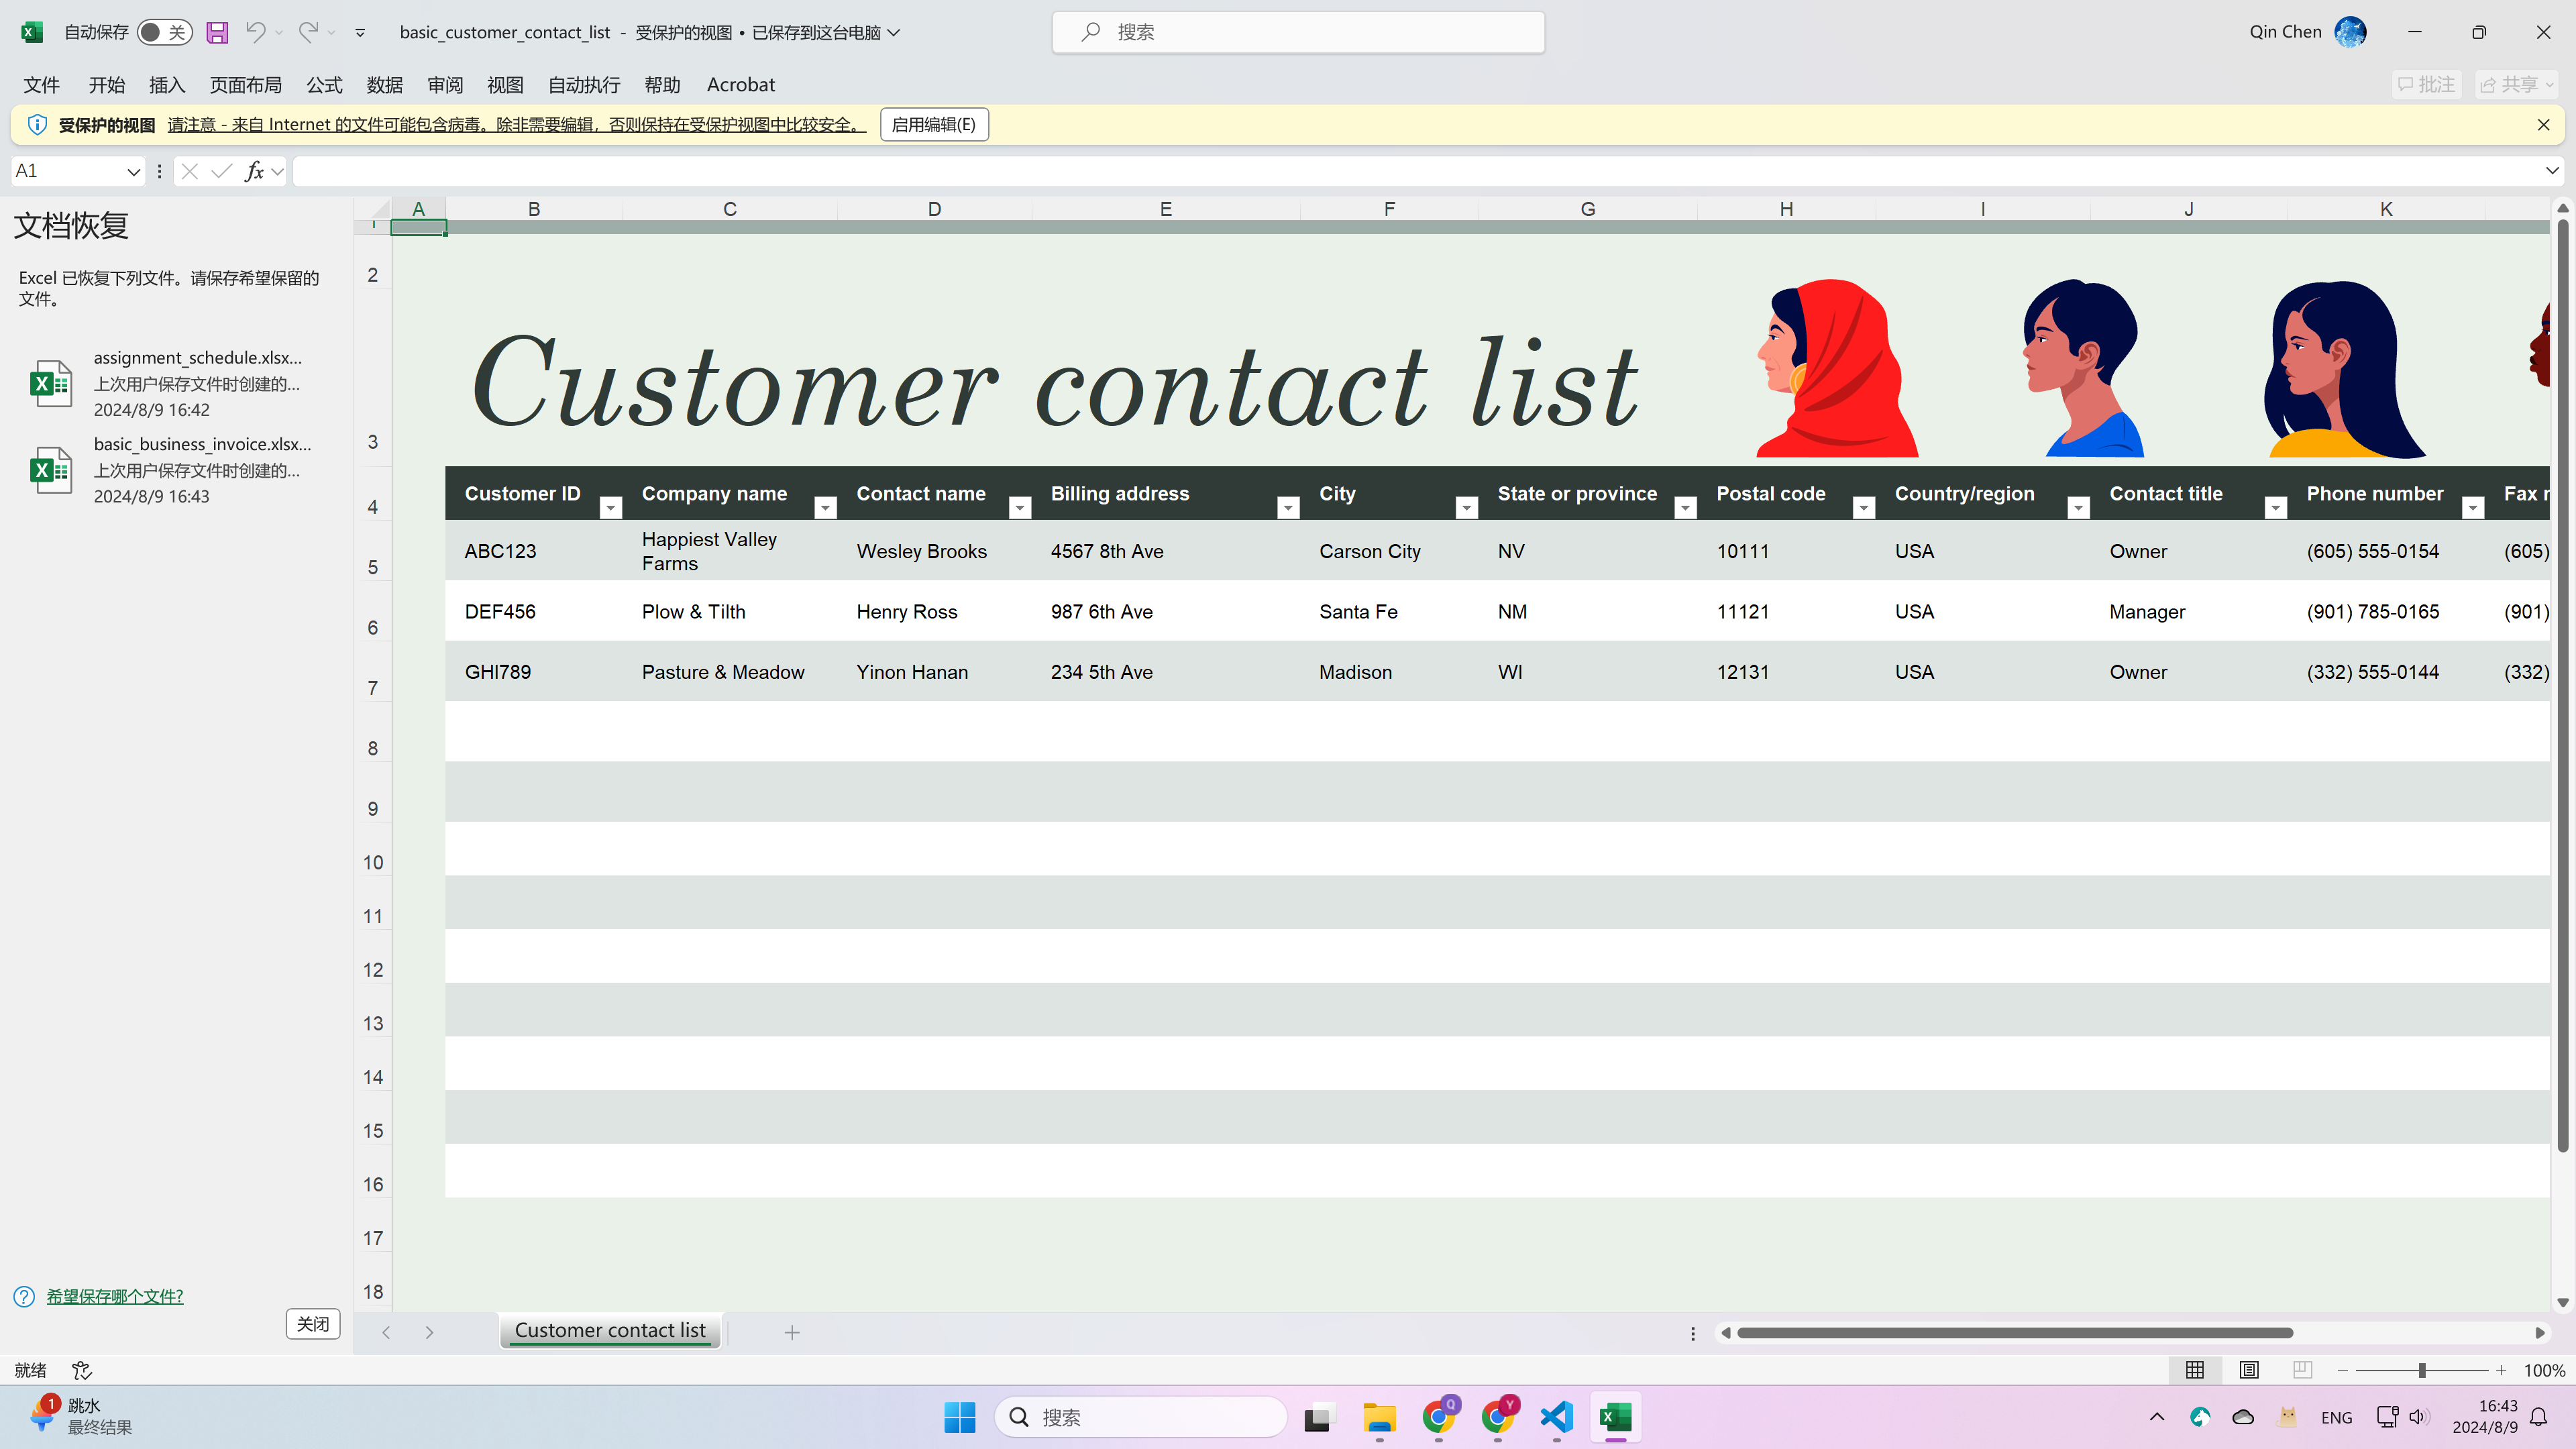 自动保存 关 basic_customer_contact_list - 受保护的视图 • 已保存到这台电脑 搜索 Qin Chen
文件 开始 插入 页面布局 公式 数据 审阅 视图 自动执行 帮助 Acrobat 批注 共享
受保护的视图 请注意 - 来自 Internet 的文件可能包含病毒。除非需要编辑，否则保持在受保护视图中比较安全。 启用编辑(E)
A1 fx
文档恢复
Excel 已恢复下列文件。请保存希望保留的
文件。
assignment_schedule.xlsx...
上次用户保存文件时创建的...
2024/8/9 16:42
basic_business_invoice.xlsx...
上次用户保存文件时创建的...
2024/8/9 16:43
希望保存哪个文件?
关闭
A B C D E F G H I J K
1
2
3 Customer contact list
4 Customer ID Company name Contact name Billing address City State or province Postal code Country/region Contact title Phone number Fax
5 ABC123 Happiest Valley Farms Wesley Brooks 4567 8th Ave Carson City NV 10111 USA Owner (605) 555-0154 (605)
6 DEF456 Plow & Tilth Henry Ross 987 6th Ave Santa Fe NM 11121 USA Manager (901) 785-0165 (901)
7 GHI789 Pasture & Meadow Yinon Hanan 234 5th Ave Madison WI 12131 USA Owner (332) 555-0144 (332)
8
9
10
11
12
13
14
15
16
17
18
Customer contact list
就绪 100%
1 跳水
最终结果
搜索
Q Y
ENG
16:43
2024/8/9